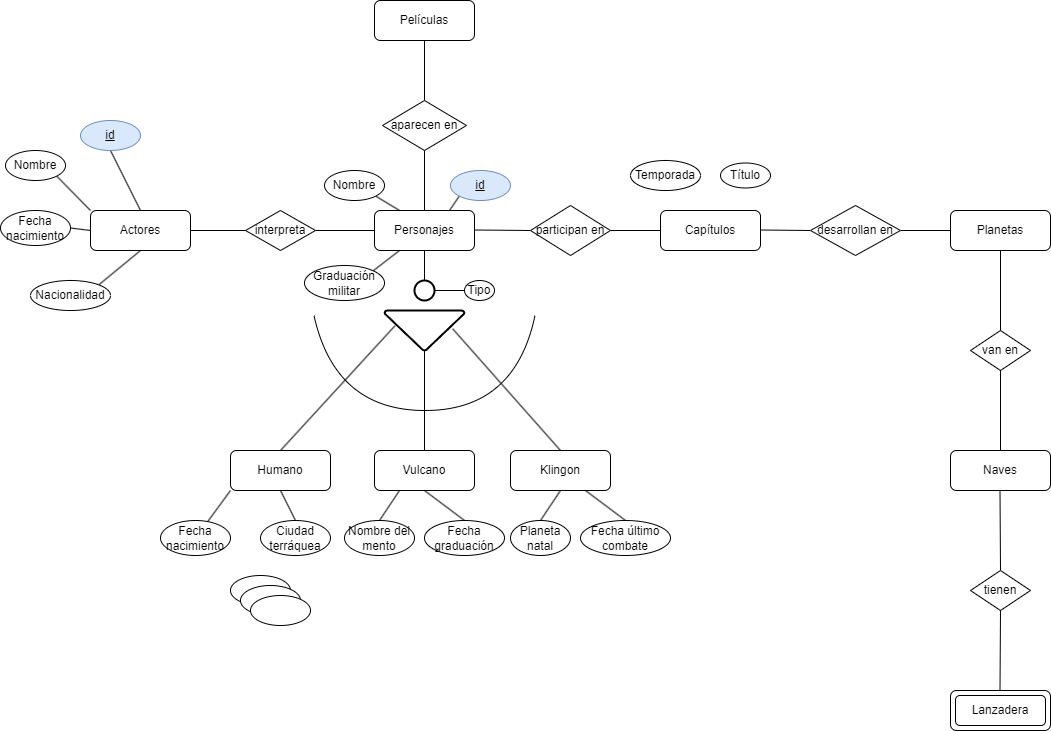 Películas
aparecen en
id
Nombre
Fecha
nacimiento
Actores
Nacionalidad
interpreta
Nombre
id
Personajes
Graduación
militar
Tipo
participan en
Temporada
Título
Capítulos
desarrollan en
Planetas
van en
Naves
tienen
Lanzadera
Humano
Vulcano
Klingon
Fecha
nacimiento
Ciudad
terráquea
Nombre del
mento
Fecha
graduación
Planeta
natal
Fecha último
combate